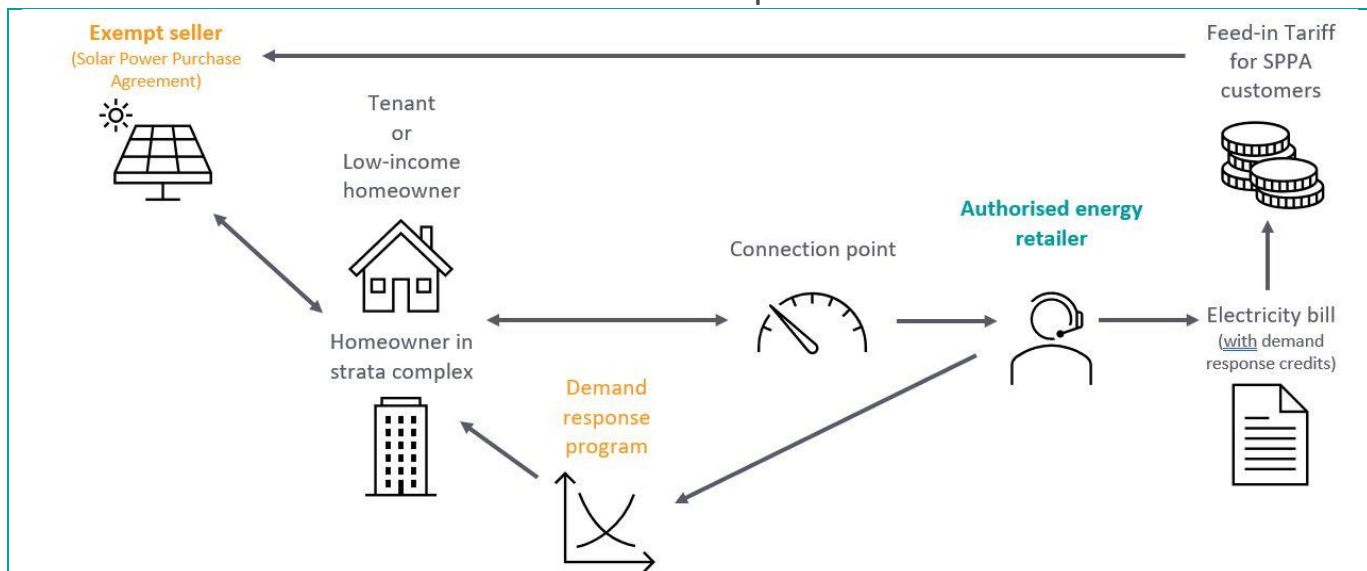 Exempt seller
(Solar Power Purchase
Agreement)
Tenant
or
Low-income
homeowner
Homeowner in
strata complex
Demand
response
program
Connection point
Authorised energy
retailer
Feed-in Tariff
for SPPA
customers
Electricity bill
(with demand
response credits)